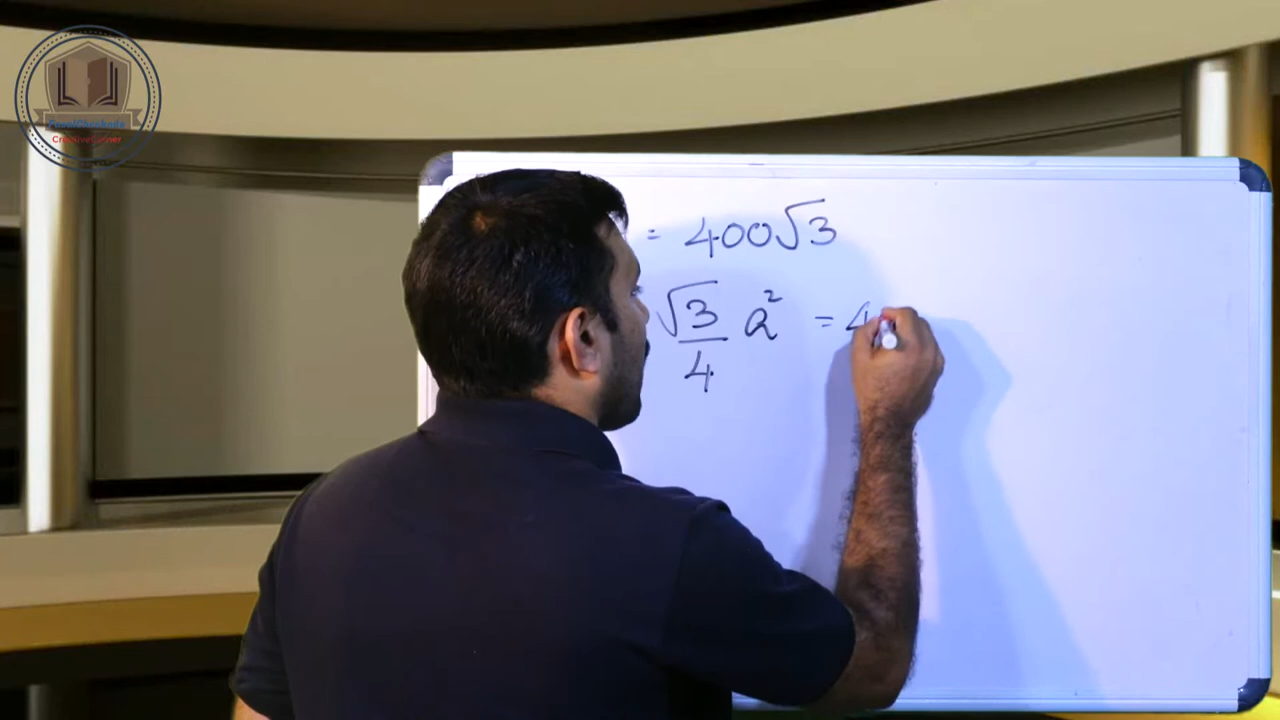 = 400√3
√3/4 a² = 4